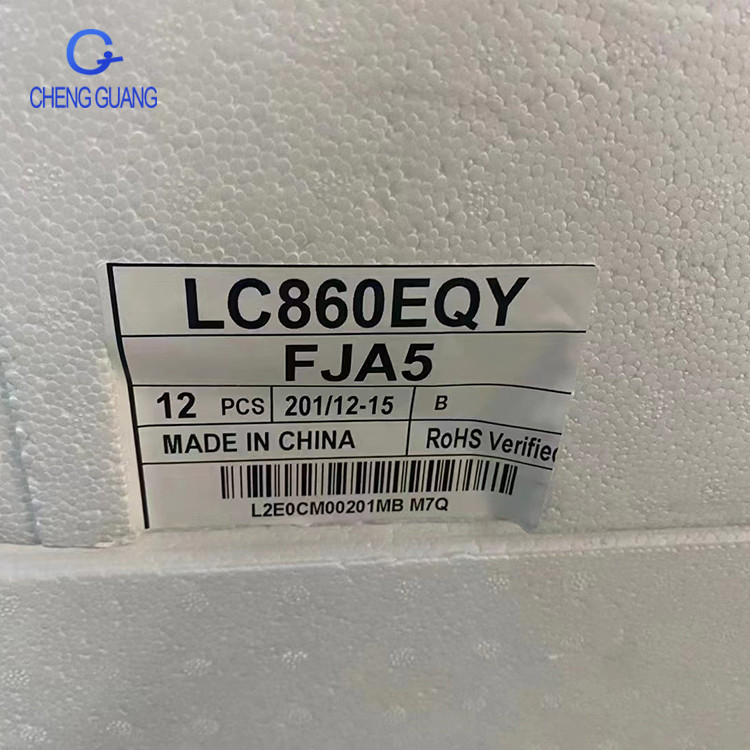 CHENG GUANG
LC860EQY
FJA5
12 PCS 201/12-15 B
MADE IN CHINA RoHS Verified
L2E0CM00201MB M7Q